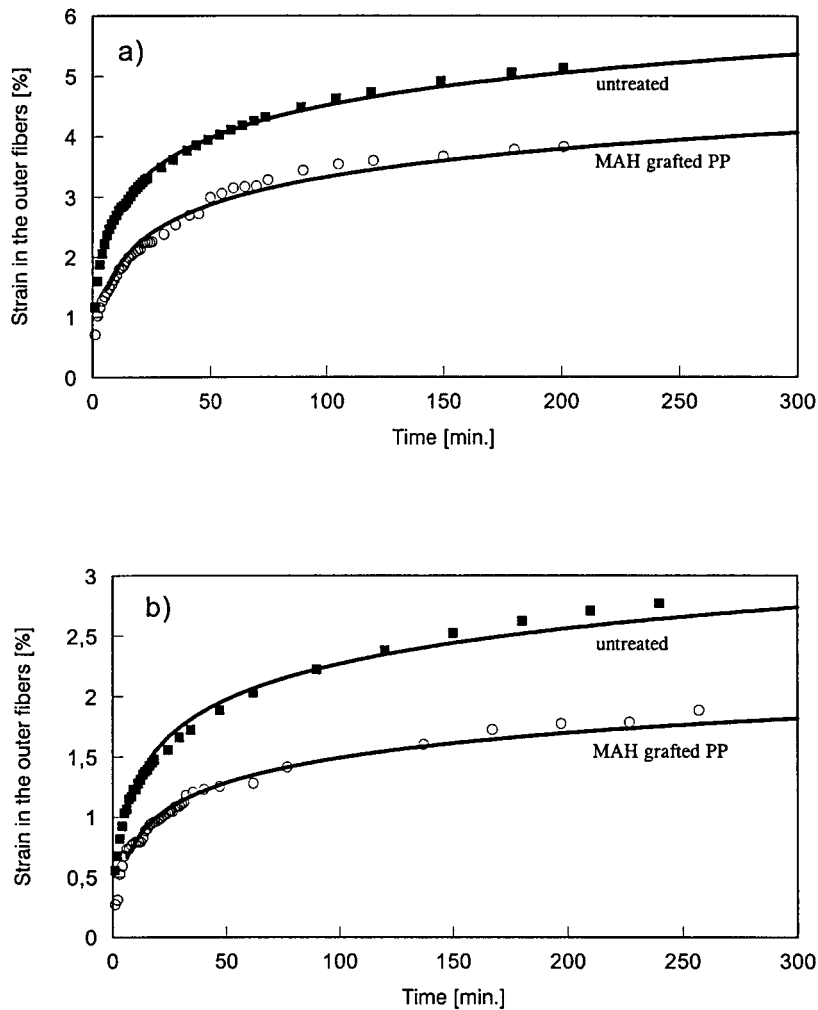 a)
Strain in the outer fibers [%]
6
5
4
3
2
1
0
untreated
MAH grafted PP
0 50 100 150 200 250 300
Time [min.]
b)
Strain in the outer fibers [%]
3
2,5
2
1,5
1
0,5
0
untreated
MAH grafted PP
0 50 100 150 200 250 300
Time [min.]